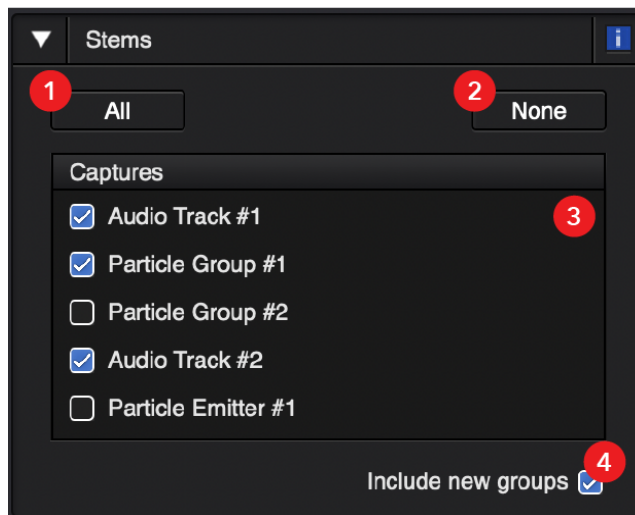 Stems
i
1
2
All
None
Captures
Audio Track #1
3
Particle Group #1
Particle Group #2
Audio Track #2
Particle Emitter #1
4
Include new groups